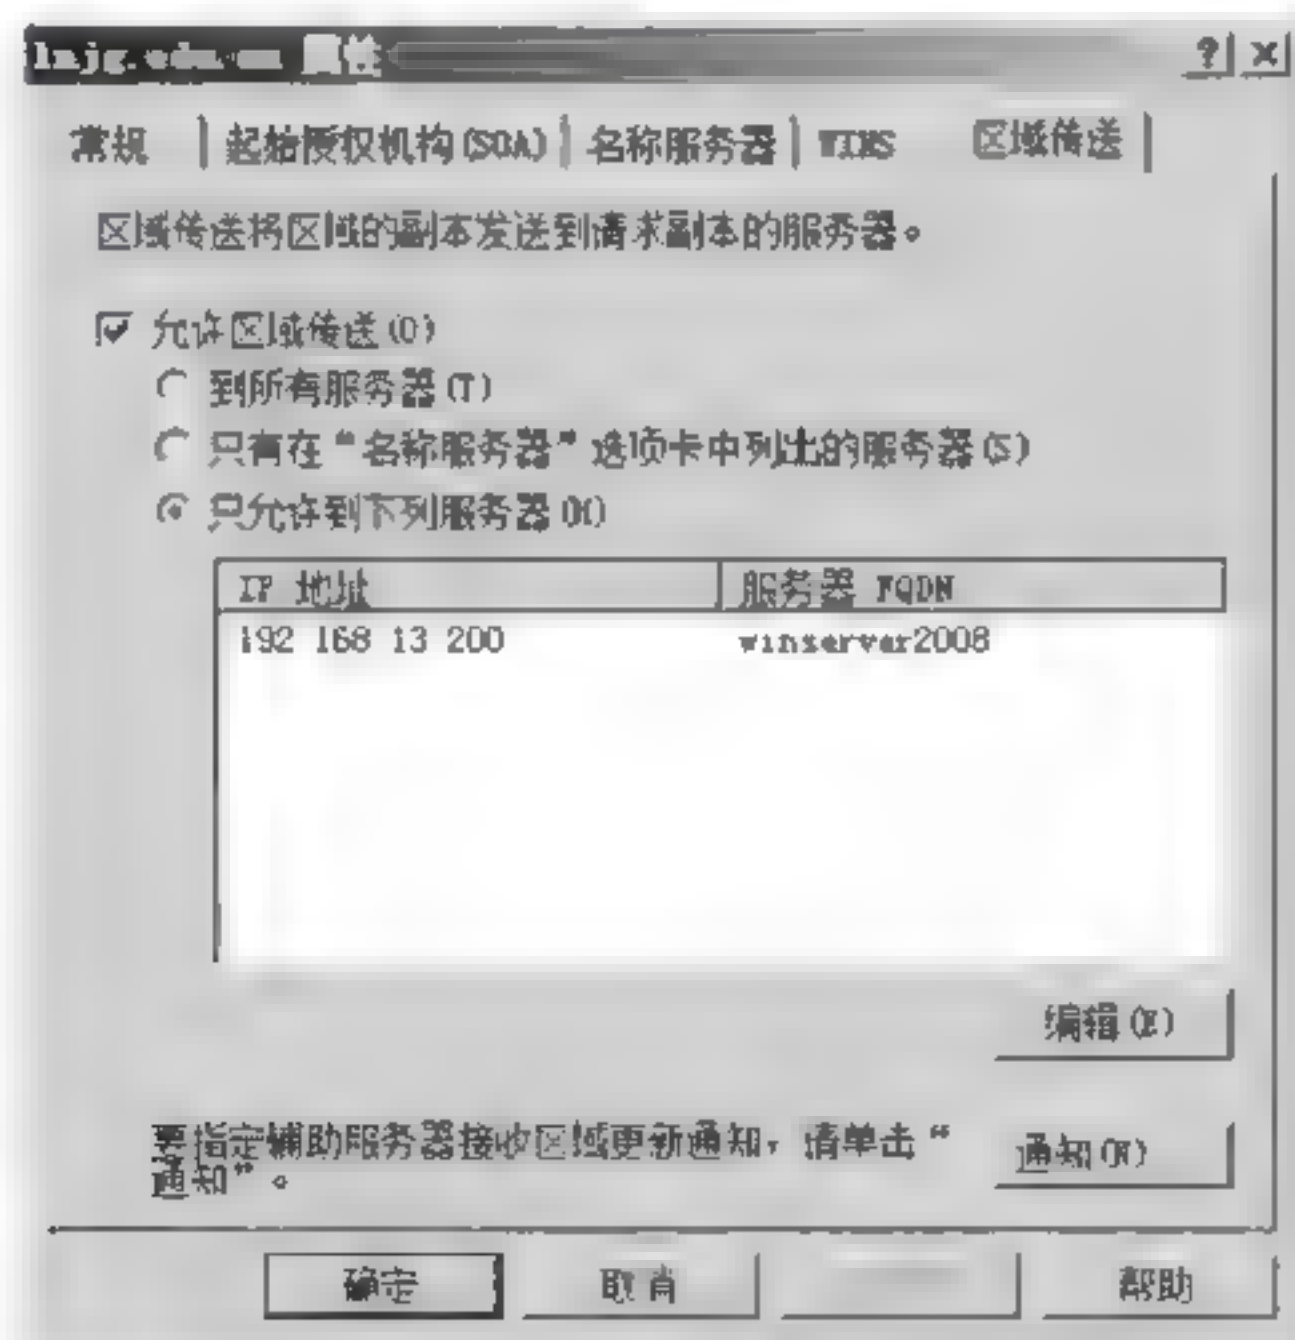 lnjg.edu.cn 属性
? ×
常规 起始授权机构(SOA) 名称服务器 WINS 区域传送
区域传送将区域的副本发送到请求副本的服务器。
允许区域传送(O)
到所有服务器(T)
只有在“名称服务器”选项卡中列出的服务器(S)
只允许到下列服务器(H)
IP 地址 服务器 FQDN
192 168 13 200 winserver2008
编辑(E)
要指定辅助服务器接收区域更新通知，请单击“
通知”。
通知(N)
确定 取消 帮助